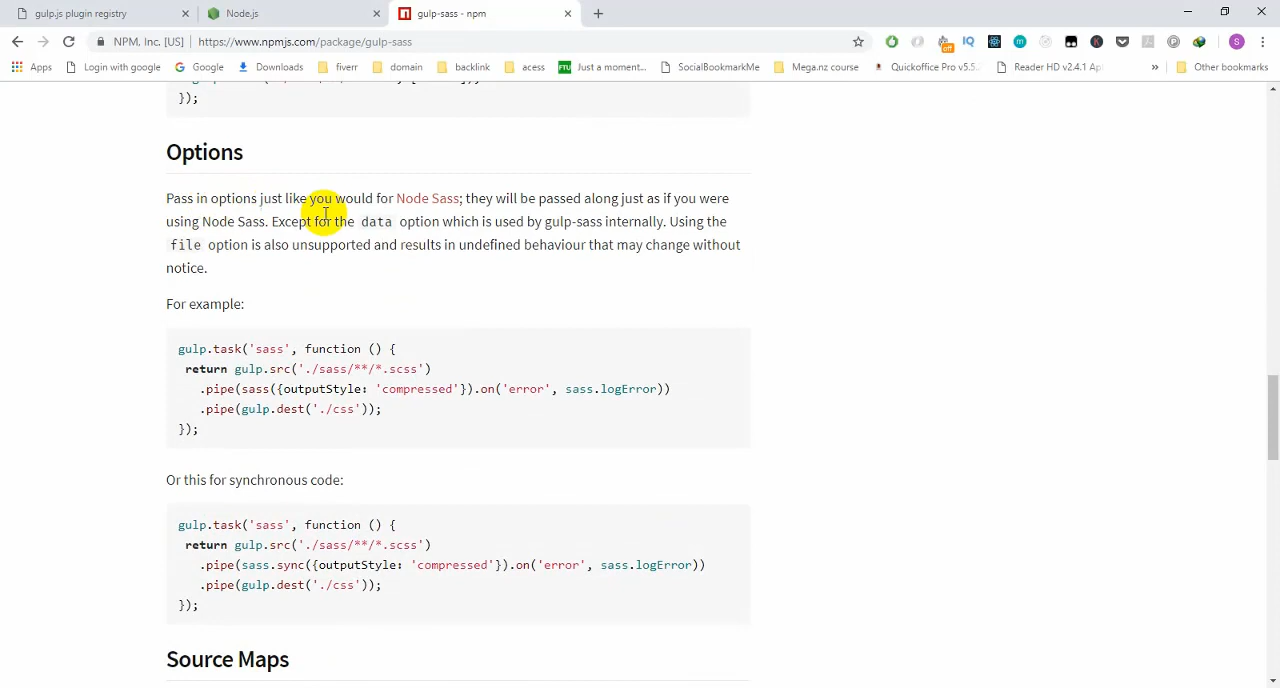 gulp.js plugin registry
Node.js
gulp-sass - npm
NPM, Inc. [US] https://www.npmjs.com/package/gulp-sass
Apps Login with google Google Downloads fiverr domain backlink acess FTU Just a moment... SocialBookmarkMe Mega.nz course Quickoffice Pro v5.5. Reader HD v2.4.1 Ap » Other bookmarks
});
Options
Pass in options just like you would for Node Sass; they will be passed along just as if you were
using Node Sass. Except for the data option which is used by gulp-sass internally. Using the
file option is also unsupported and results in undefined behaviour that may change without
notice.
For example:
gulp.task('sass', function () {
return gulp.src('./sass/**/*.scss')
.pipe(sass({outputStyle: 'compressed'}).on('error', sass.logError))
.pipe(gulp.dest('./css'));
});
Or this for synchronous code:
gulp.task('sass', function () {
return gulp.src('./sass/**/*.scss')
.pipe(sass.sync({outputStyle: 'compressed'}).on('error', sass.logError))
.pipe(gulp.dest('./css'));
});
Source Maps